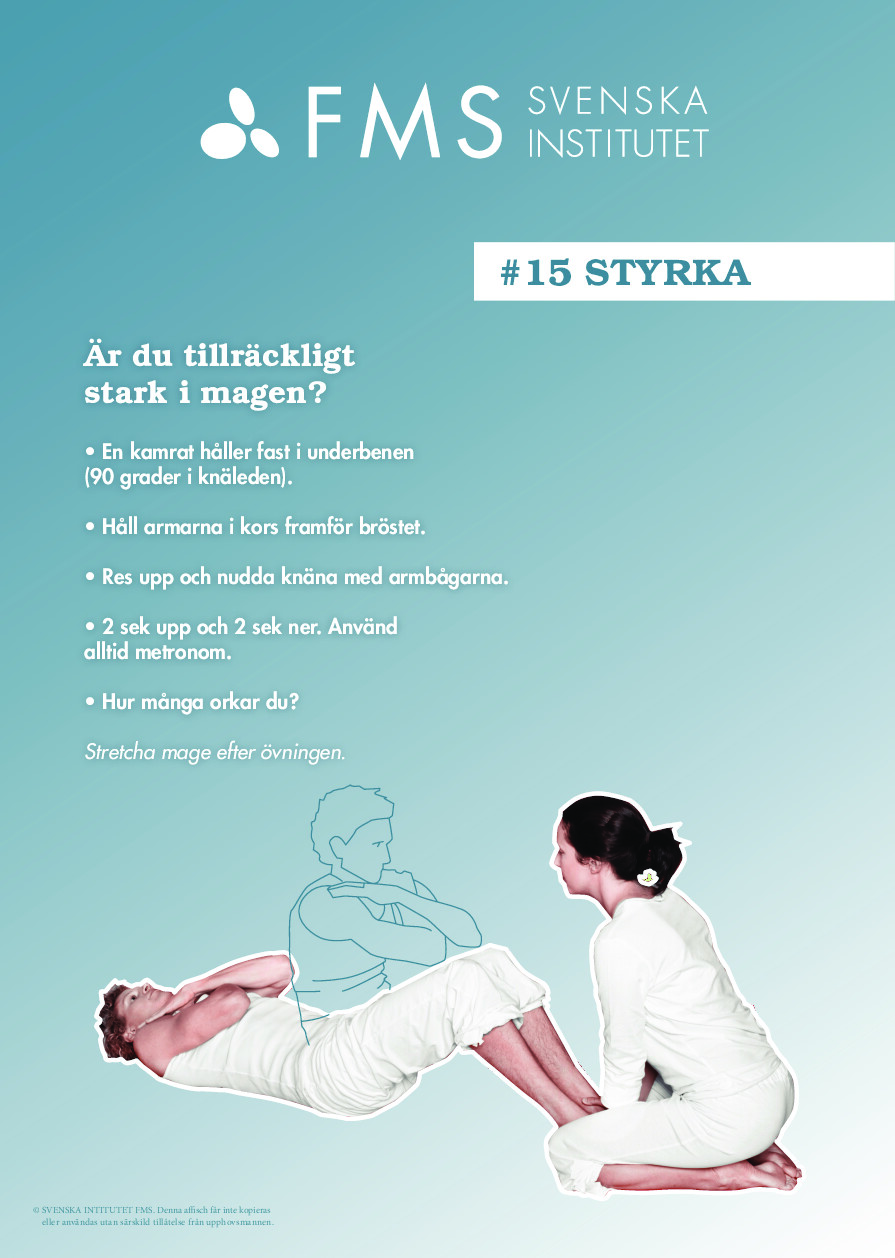 FMS SVENSKA
INSTITUTET
#15 STYRKA
Är du tillräckligt
stark i magen?
• En kamrat håller fast i underbenen
(90 grader i knäleden).
• Håll armarna i kors framför bröstet.
• Res upp och nudda knäna med armbågarna.
• 2 sek upp och 2 sek ner. Använd
alltid metronom.
• Hur många orkar du?
Stretcha mage efter övningen.
© SVENSKA INTITUTET FMS. Denna affisch får inte kopieras
eller användas utan särskild tillåtelse från upphovsmannen.